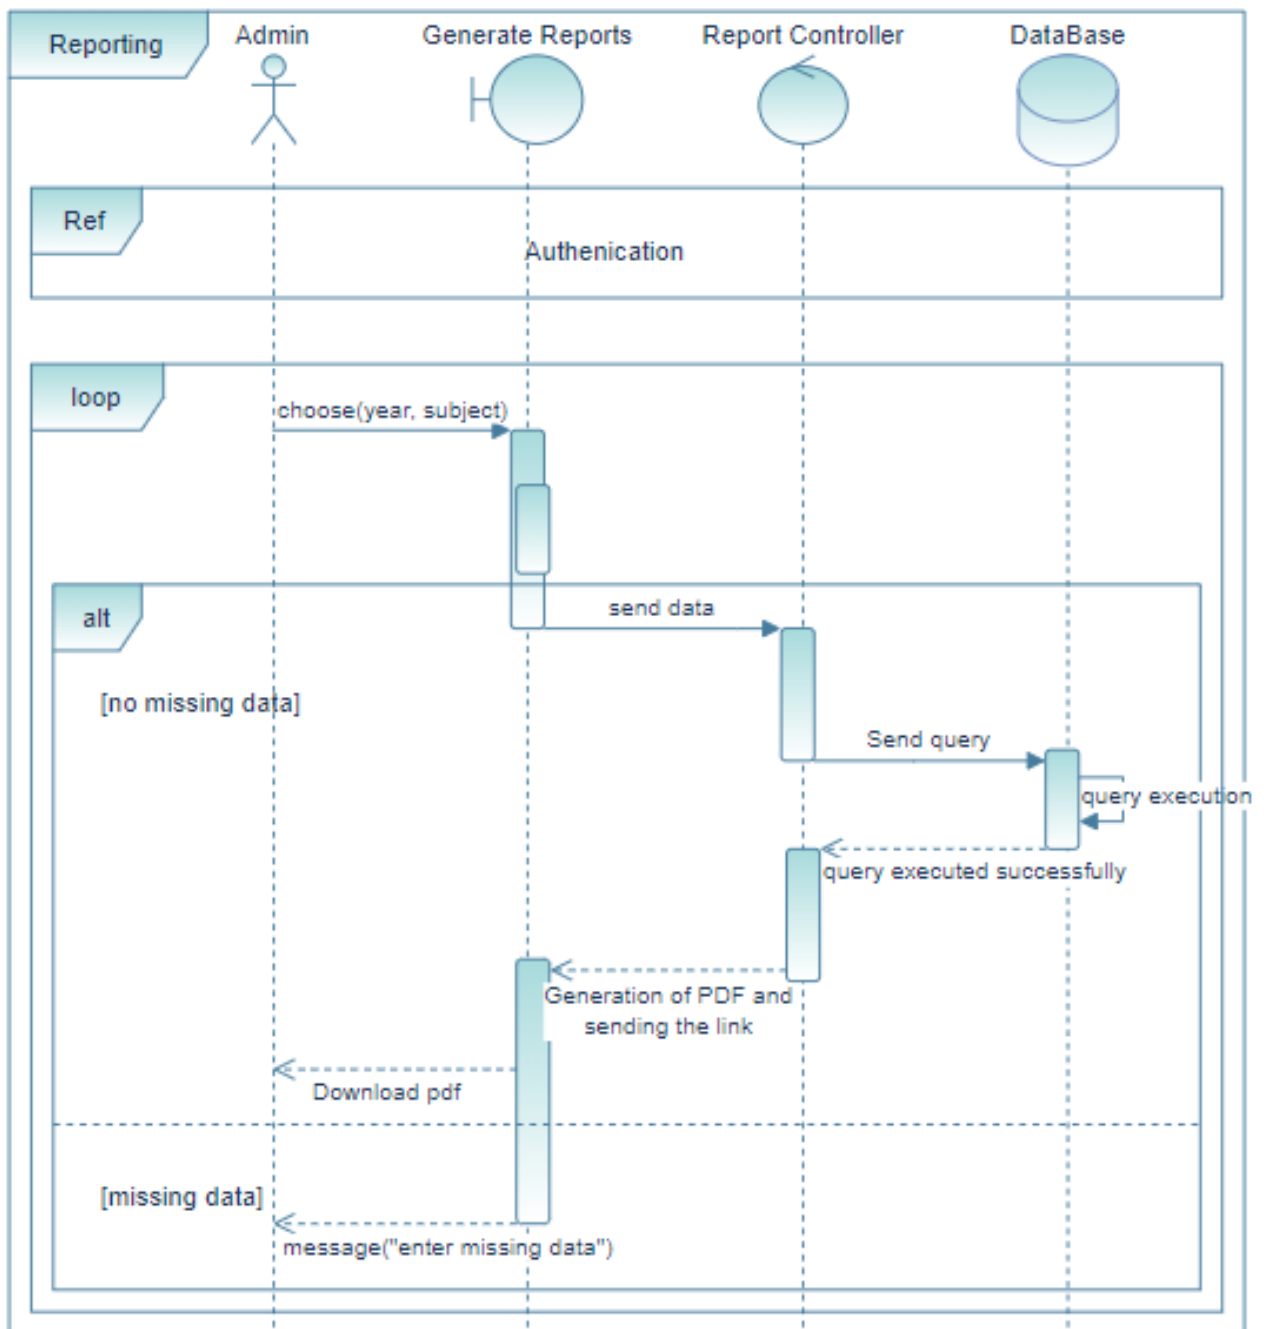 Reporting
Admin
Generate Reports
Report Controller
DataBase
Ref
Authenication
loop
choose(year, subject)
alt
send data
[no missing data]
Send query
query execution
query executed successfully
Generation of PDF and
sending the link
Download pdf
[missing data]
message("enter missing data")